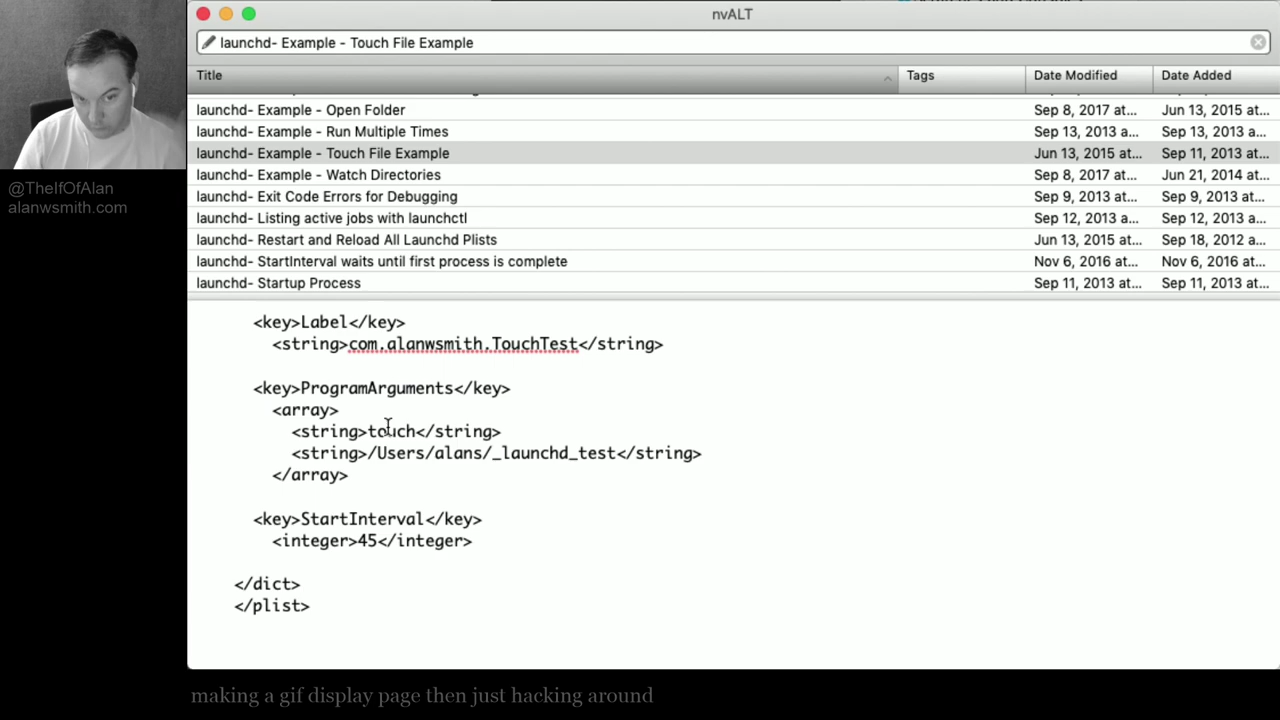 nvALT
launchd- Example - Touch File Example
Title Tags Date Modified Date Added
launchd- Example - Open Folder Sep 8, 2017 at... Jun 13, 2015 at...
launchd- Example - Run Multiple Times Sep 13, 2013 a... Sep 13, 2013 a...
launchd- Example - Touch File Example Jun 13, 2015 at... Sep 11, 2013 at...
launchd- Example - Watch Directories Sep 8, 2017 at... Jun 21, 2014 at...
launchd- Exit Code Errors for Debugging Sep 9, 2013 at... Sep 9, 2013 at...
launchd- Listing active jobs with launchctl Sep 12, 2013 a... Sep 12, 2013 a...
launchd- Restart and Reload All Launchd Plists Jun 13, 2015 at... Sep 18, 2012 a...
launchd- StartInterval waits until first process is complete Nov 6, 2016 at... Nov 6, 2016 at...
launchd- Startup Process Sep 11, 2013 at... Sep 11, 2013 at...
@TheIfOfAlan
alanwsmith.com
<key>Label</key>
<string>com.alanwsmith.TouchTest</string>
<key>ProgramArguments</key>
<array>
<string>touch</string>
<string>/Users/alans/_launchd_test</string>
</array>
<key>StartInterval</key>
<integer>45</integer>
</dict>
</plist>
making a gif display page then just hacking around